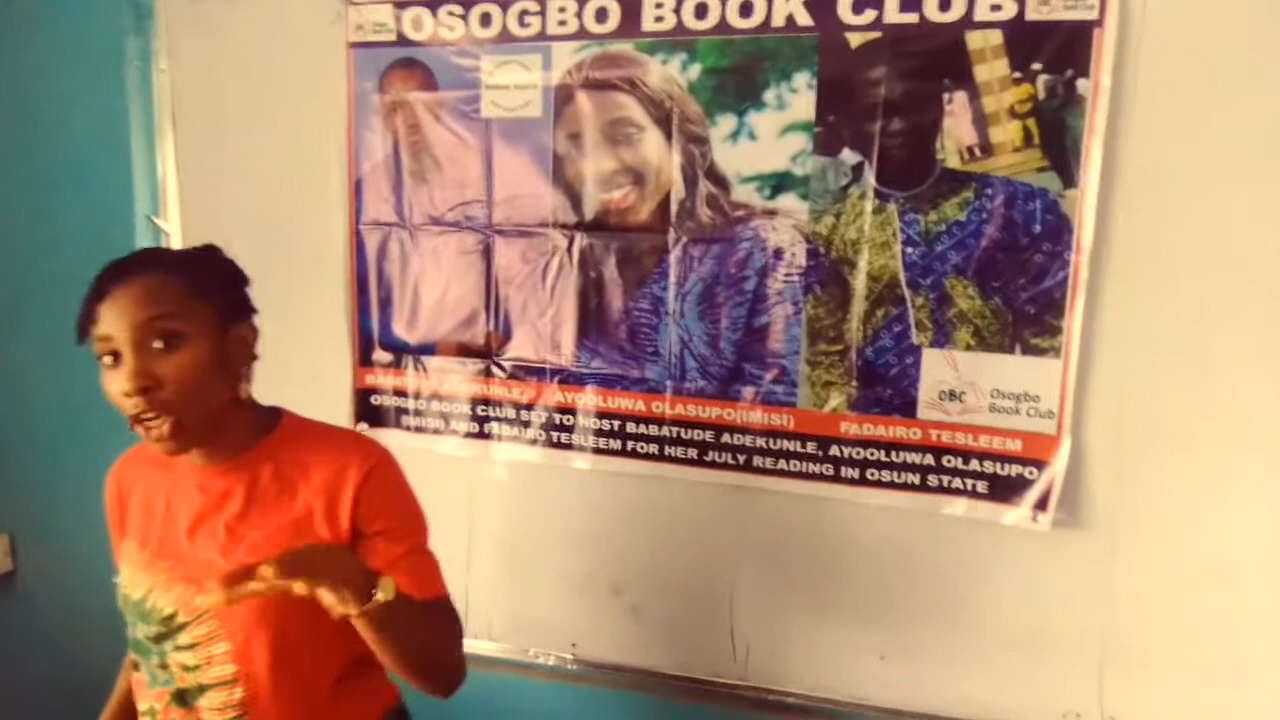 OSOGBO BOOK CLUB
ADEKUNLE,
AYOOLUWA OLASUPO(IMISI)
FADAIRO TESLEEM
OSOGBO BOOK CLUB SET TO HOST BABATUDE ADEKUNLE, AYOOLUWA OLASUPO
(IMISI) AND FADAIRO TESLEEM FOR HER JULY READING IN OSUN STATE
OBC
Osogbo
Book Club